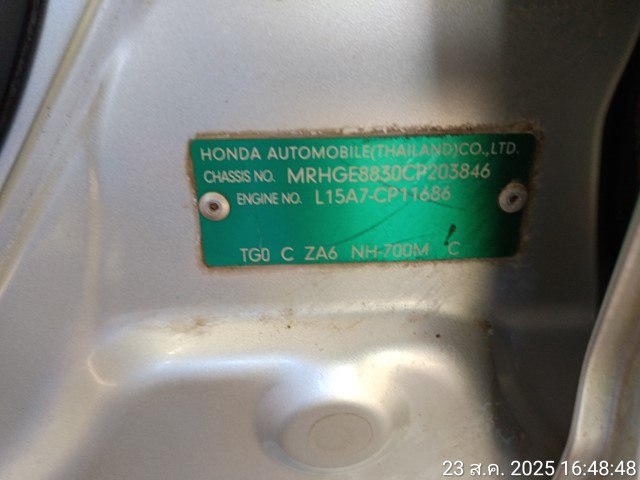 HONDA AUTOMOBILE(THAILAND)CO.,LTD.
CHASSIS NO. MRHGE8830CP203846
ENGINE NO. L15A7-CP11686
TG0 C ZA6 NH-700M C
23 ส.ค. 2025 16:48:48